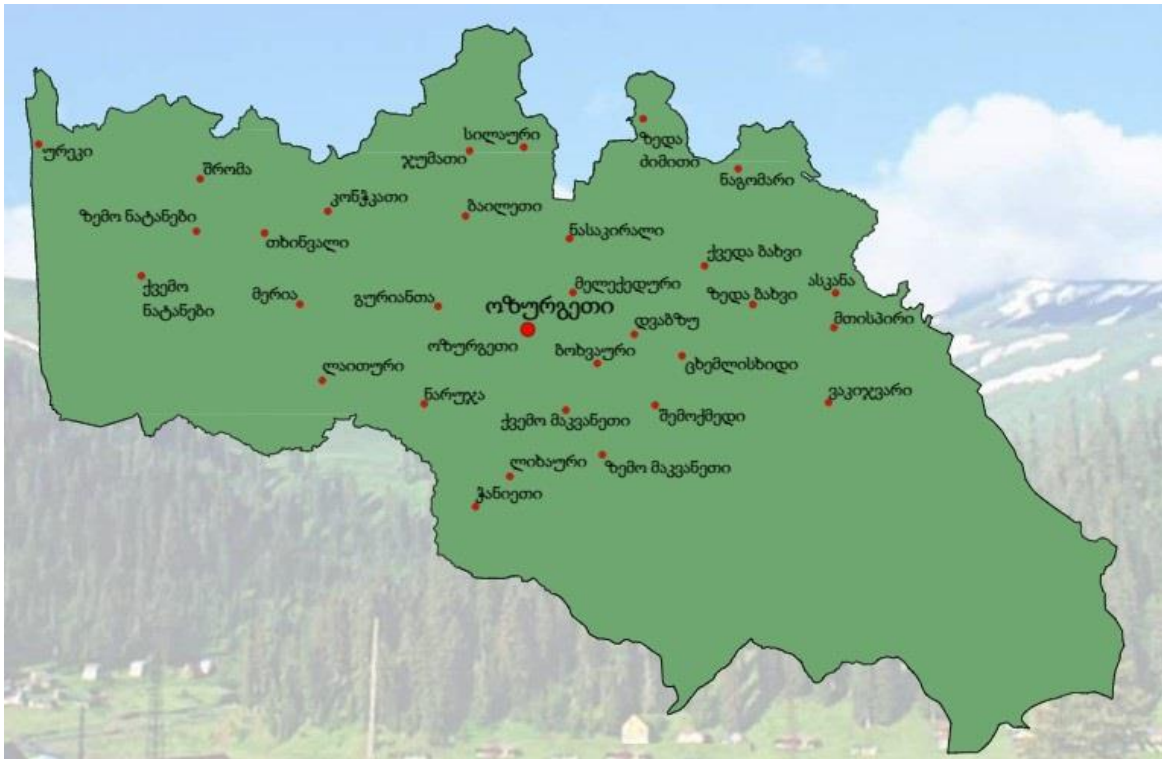 სილაური
ჯუმათი
ზედა
ძიმითი
ურეკი
შრომა
ნაგომარი
კონჭკათი
ბაილეთი
ზემო ნატანები
თხინვალი
ნასაკირალი
ქვედა ბახვი
ასკანა
ქვემო
ნატანები
მერია
გურიანთა
მელექედური
ზედა ბახვი
ოზურგეთი
დვაბზუ
მთისპირი
ოზურგეთი
ბოხვაური
ცხემლისხიდი
ლაითური
ნარუჯა
ვაკიჯვარი
ქვემო მაკვანეთი
შემოქმედი
ლიხაური
ზემო მაკვანეთი
ჭანიეთი